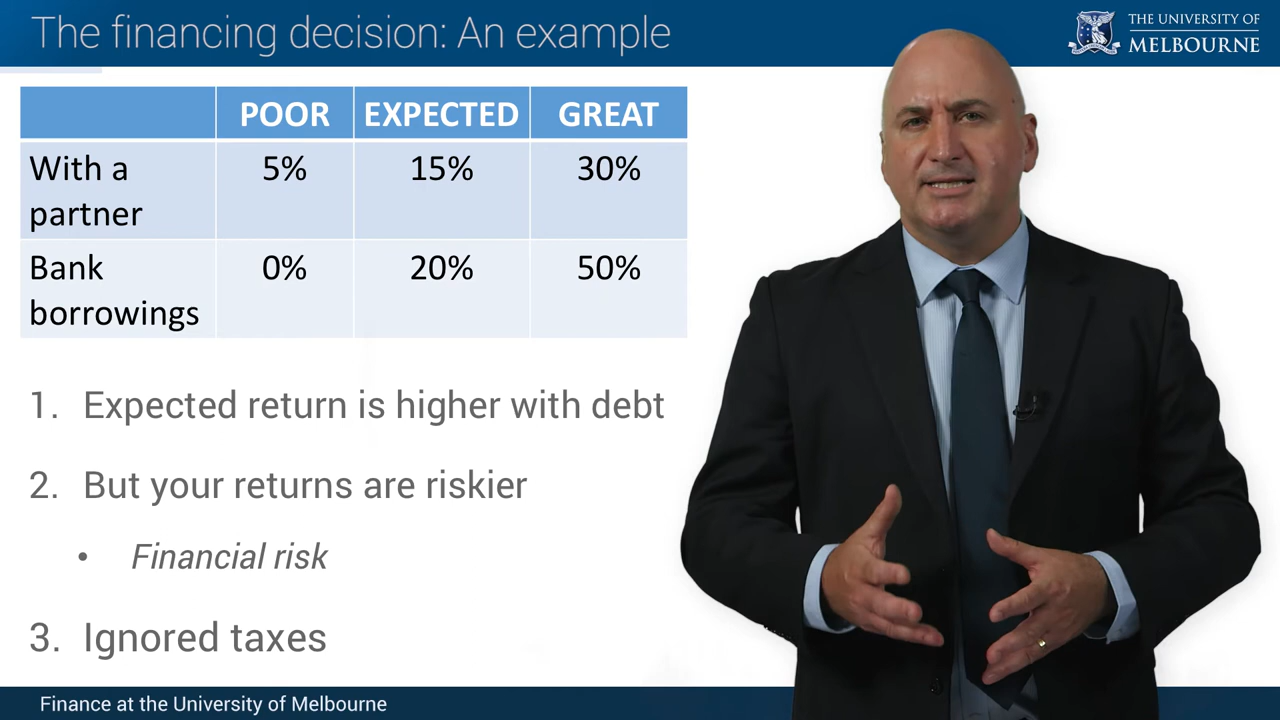 The financing decision: An example
THE UNIVERSITY OF
MELBOURNE
POOR EXPECTED GREAT
With a partner 5% 15% 30%
Bank borrowings 0% 20% 50%
1. Expected return is higher with debt
2. But your returns are riskier
• Financial risk
3. Ignored taxes
Finance at the University of Melbourne